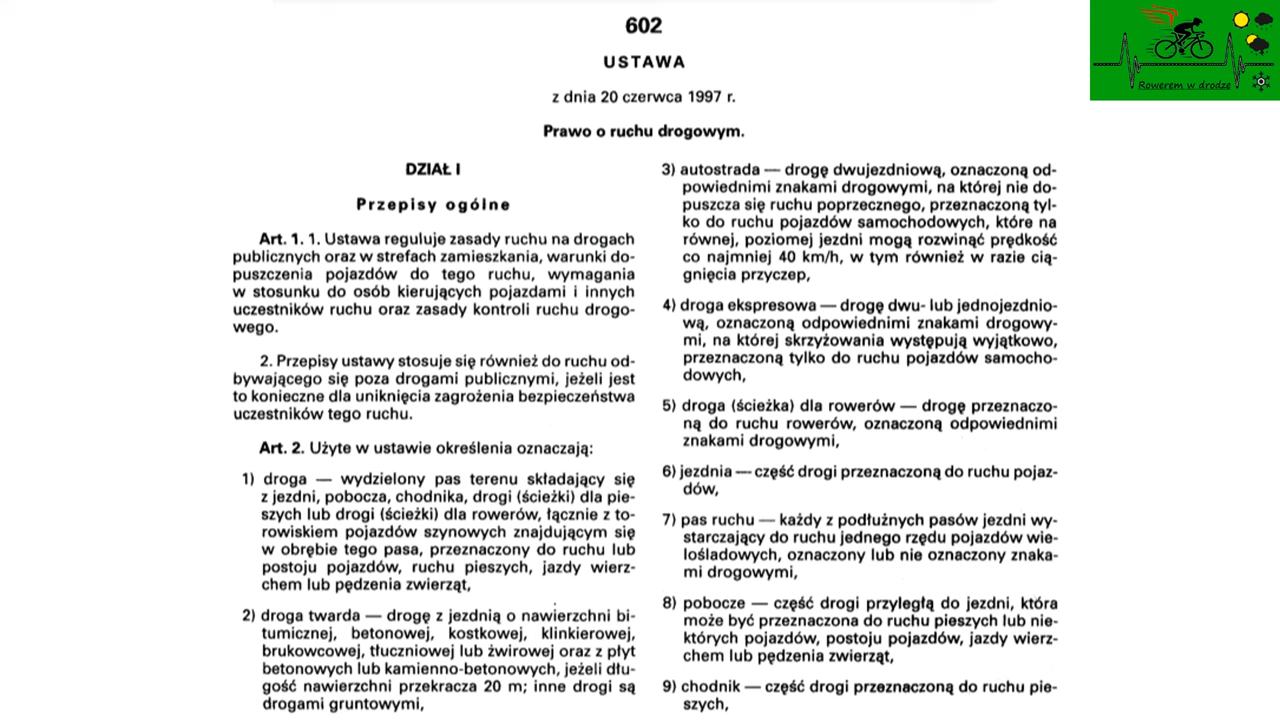 602
USTAWA
z dnia 20 czerwca 1997 r.
Prawo o ruchu drogowym.
DZIAŁ I
Przepisy ogólne
Art. 1. 1. Ustawa reguluje zasady ruchu na drogach
publicznych oraz w strefach zamieszkania, warunki do-
puszczenia pojazdów do tego ruchu, wymagania
w stosunku do osób kierujących pojazdami i innych
uczestników ruchu oraz zasady kontroli ruchu drogo-
wego.
2. Przepisy ustawy stosuje się również do ruchu od-
bywającego się poza drogami publicznymi, jeżeli jest
to konieczne dla uniknięcia zagrożenia bezpieczeństwa
uczestników tego ruchu.
Art. 2. Użyte w ustawie określenia oznaczają:
1) droga — wydzielony pas terenu składający się
z jezdni, pobocza, chodnika, drogi (ścieżki) dla pie-
szych lub drogi (ścieżki) dla rowerów, łącznie z to-
rowiskiem pojazdów szynowych znajdującym się
w obrębie tego pasa, przeznaczony do ruchu lub
postoju pojazdów, ruchu pieszych, jazdy wierz-
chem lub pędzenia zwierząt,
2) droga twarda — drogę z jezdnią o nawierzchni bi-
tumicznej, betonowej, kostkowej, klinkierowej,
brukowcowej, tłuczniowej lub żwirowej oraz z płyt
betonowych lub kamienno-betonowych, jeżeli dłu-
gość nawierzchni przekracza 20 m; inne drogi są
drogami gruntowymi,
3) autostrada — drogę dwujezdniową, oznaczoną od-
powiednimi znakami drogowymi, na której nie do-
puszcza się ruchu poprzecznego, przeznaczoną tyl-
ko do ruchu pojazdów samochodowych, które na
równej, poziomej jezdni mogą rozwinąć prędkość
co najmniej 40 km/h, w tym również w razie cią-
gnięcia przyczep,
4) droga ekspresowa — drogę dwu- lub jednojezdnio-
wą, oznaczoną odpowiednimi znakami drogowy-
mi, na której skrzyżowania występują wyjątkowo,
przeznaczoną tylko do ruchu pojazdów samocho-
dowych,
5) droga (ścieżka) dla rowerów — drogę przeznaczo-
ną do ruchu rowerów, oznaczoną odpowiednimi
znakami drogowymi,
6) jezdnia — część drogi przeznaczoną do ruchu pojaz-
dów,
7) pas ruchu — każdy z podłużnych pasów jezdni wy-
starczający do ruchu jednego rzędu pojazdów wie-
lośladowych, oznaczony lub nie oznaczony znaka-
mi drogowymi,
8) pobocze — część drogi przyległą do jezdni, która
może być przeznaczona do ruchu pieszych lub nie-
których pojazdów, postoju pojazdów, jazdy wierz-
chem lub pędzenia zwierząt,
9) chodnik — część drogi przeznaczoną do ruchu pie-
szych,
Rowerem w drodze